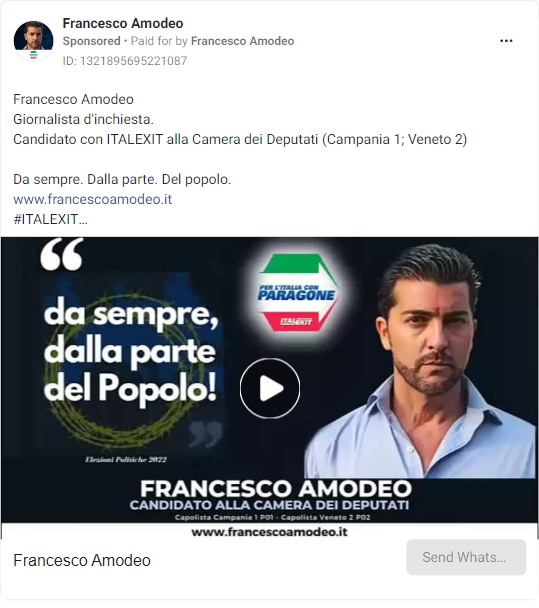 Francesco Amodeo
Sponsored • Paid for by Francesco Amodeo
ID: 1321895695221087
Francesco Amodeo
Giornalista d'inchiesta.
Candidato con ITALEXIT alla Camera dei Deputati (Campania 1; Veneto 2)
Da sempre. Dalla parte. Del popolo.
www.francescoamodeo.it
#ITALEXIT...
“
da sempre,
dalla parte
del Popolo!
”
Elezioni Politiche 2022
PER L'ITALIA CON
PARAGONE
ITALEXIT
FRANCESCO AMODEO
CANDIDATO ALLA CAMERA DEI DEPUTATI
Capolista Campania 1 P01 - Capolista Veneto 2 P02
www.francescoamodeo.it
Francesco Amodeo
Send Whats...